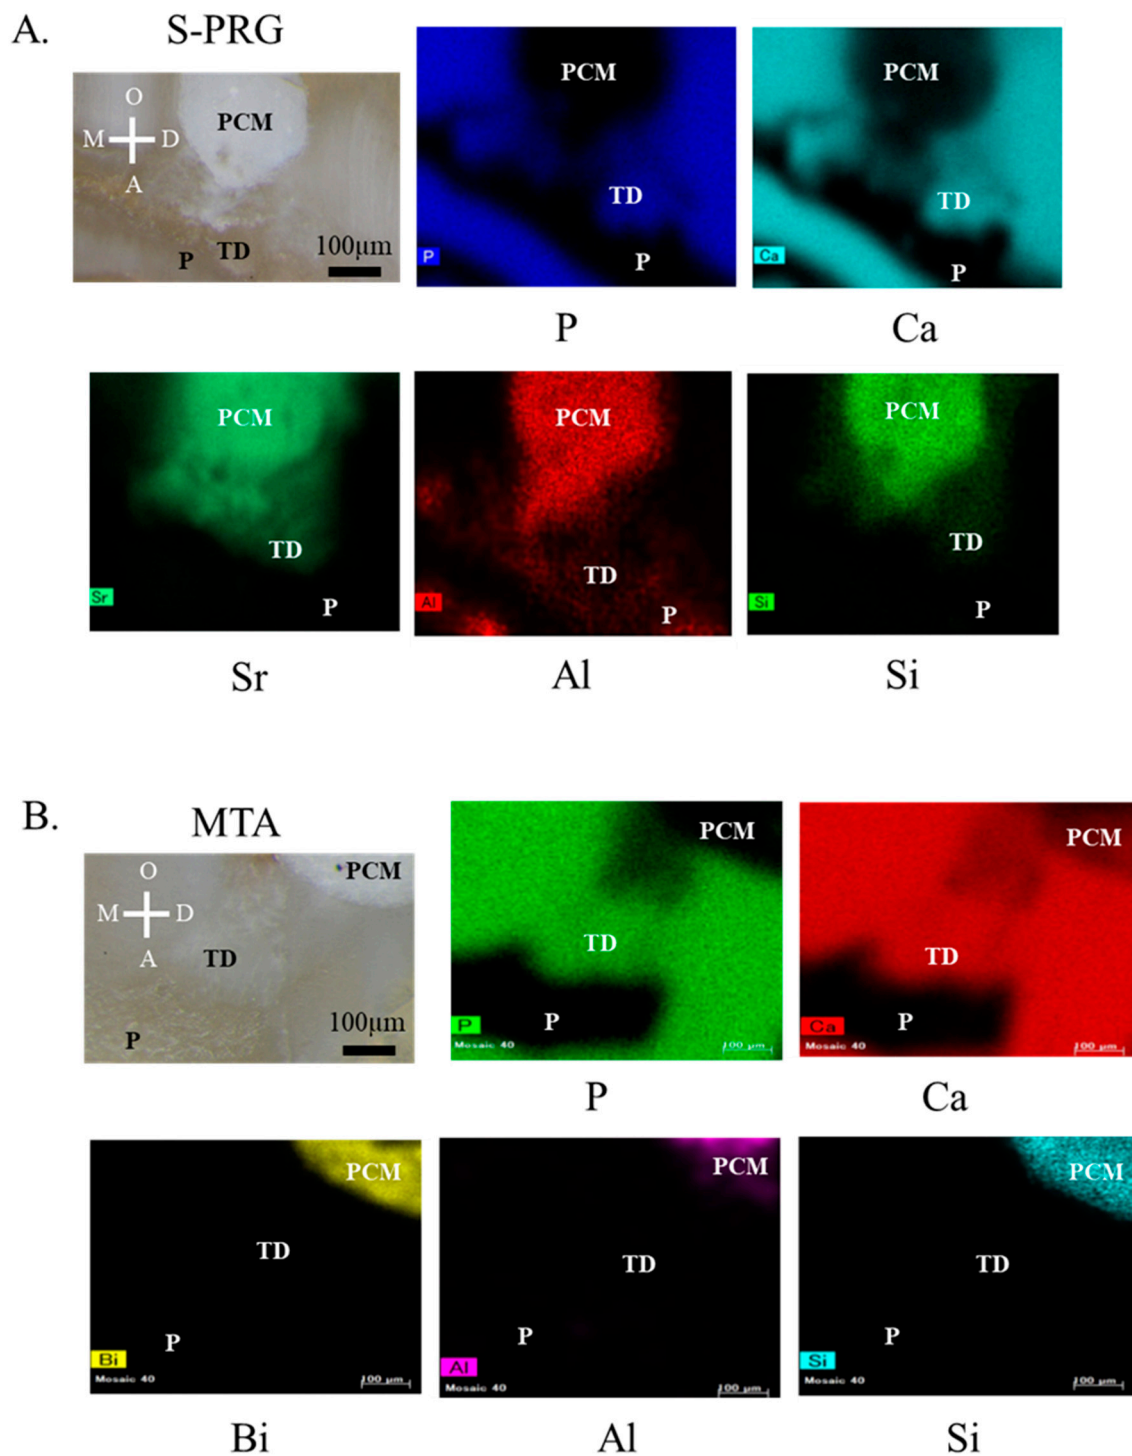 A.
S-PRG
O
M D
A
PCM
P TD
100µm
PCM
TD
P
P
PCM
TD
Ca
P
P
Ca
PCM
TD
Sr
P
PCM
TD
Al
P
PCM
TD
Si
P
Sr
Al
Si
B.
MTA
O
M D
A
PCM
TD
100µm
P
PCM
TD
P
P
Mosaic 40
100 µm
PCM
TD
P
Ca
Mosaic 40
100 µm
P
Ca
PCM
TD
P
Bi
Mosaic 40
100 µm
PCM
TD
P
Al
Mosaic 40
100 µm
PCM
TD
P
Si
Mosaic 40
100 µm
Bi
Al
Si